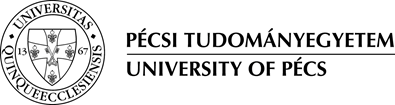 UNIVERSITAS
QUINQUEECCLESIENSIS
13 67
PÉCSI TUDOMÁNYEGYETEM
UNIVERSITY OF PÉCS